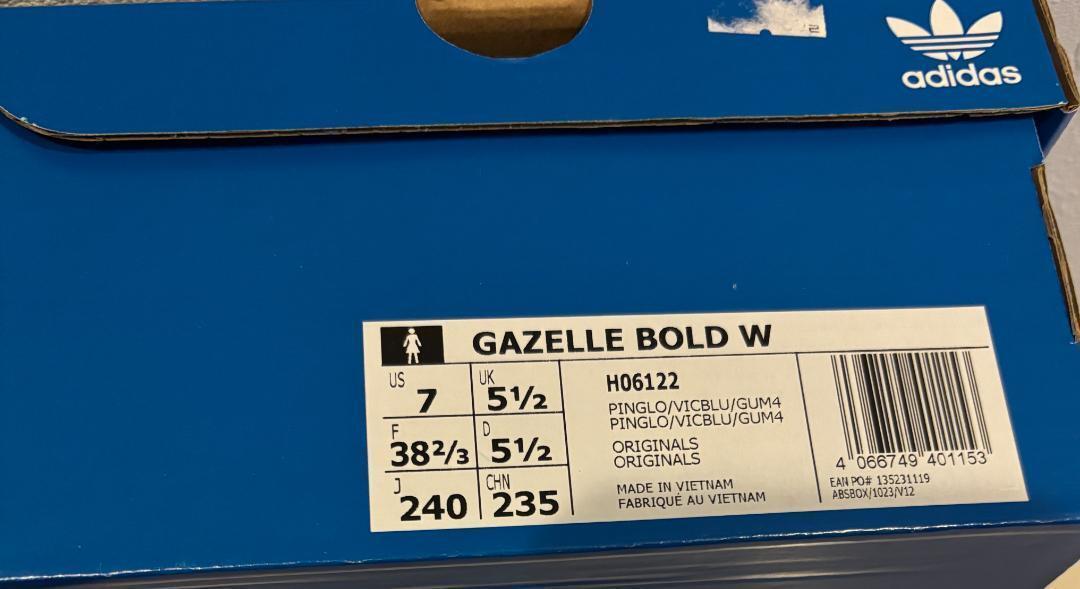 adidas
GAZELLE BOLD W
US 7 UK 5½
F 38⅔ D 5½
J 240 CHN 235
H06122
PINGLO/VICBLU/GUM4
PINGLO/VICBLU/GUM4
ORIGINALS
ORIGINALS
MADE IN VIETNAM
FABRIQUÉ AU VIETNAM
4 066749 401153
EAN PO# 135231119
ABSBOX/1023/V12